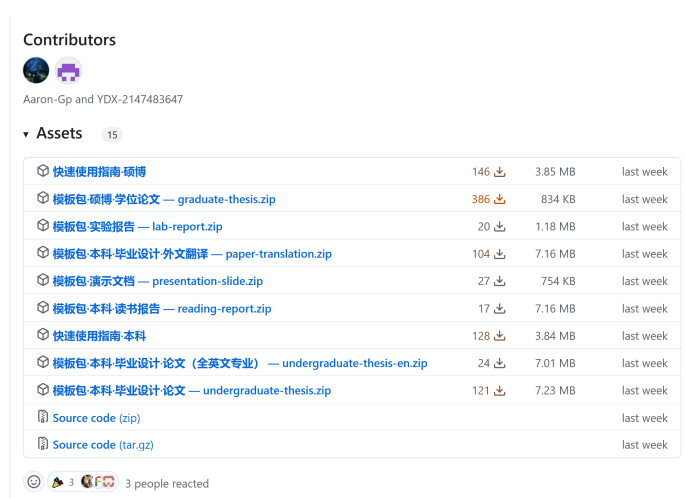 Contributors
Aaron-Gp and YDX-2147483647
▾ Assets 15
快速使用指南·硕博 146 3.85 MB last week
模板包·硕博·学位论文 — graduate-thesis.zip 386 834 KB last week
模板包·实验报告 — lab-report.zip 20 1.18 MB last week
模板包·本科·毕业设计·外文翻译 — paper-translation.zip 104 7.16 MB last week
模板包·演示文档 — presentation-slide.zip 27 754 KB last week
模板包·本科·读书报告 — reading-report.zip 17 7.16 MB last week
快速使用指南·本科 128 3.84 MB last week
模板包·本科·毕业设计·论文（全英文专业） — undergraduate-thesis-en.zip 24 7.01 MB last week
模板包·本科·毕业设计·论文 — undergraduate-thesis.zip 121 7.23 MB last week
Source code (zip) last week
Source code (tar.gz) last week
3 3 people reacted